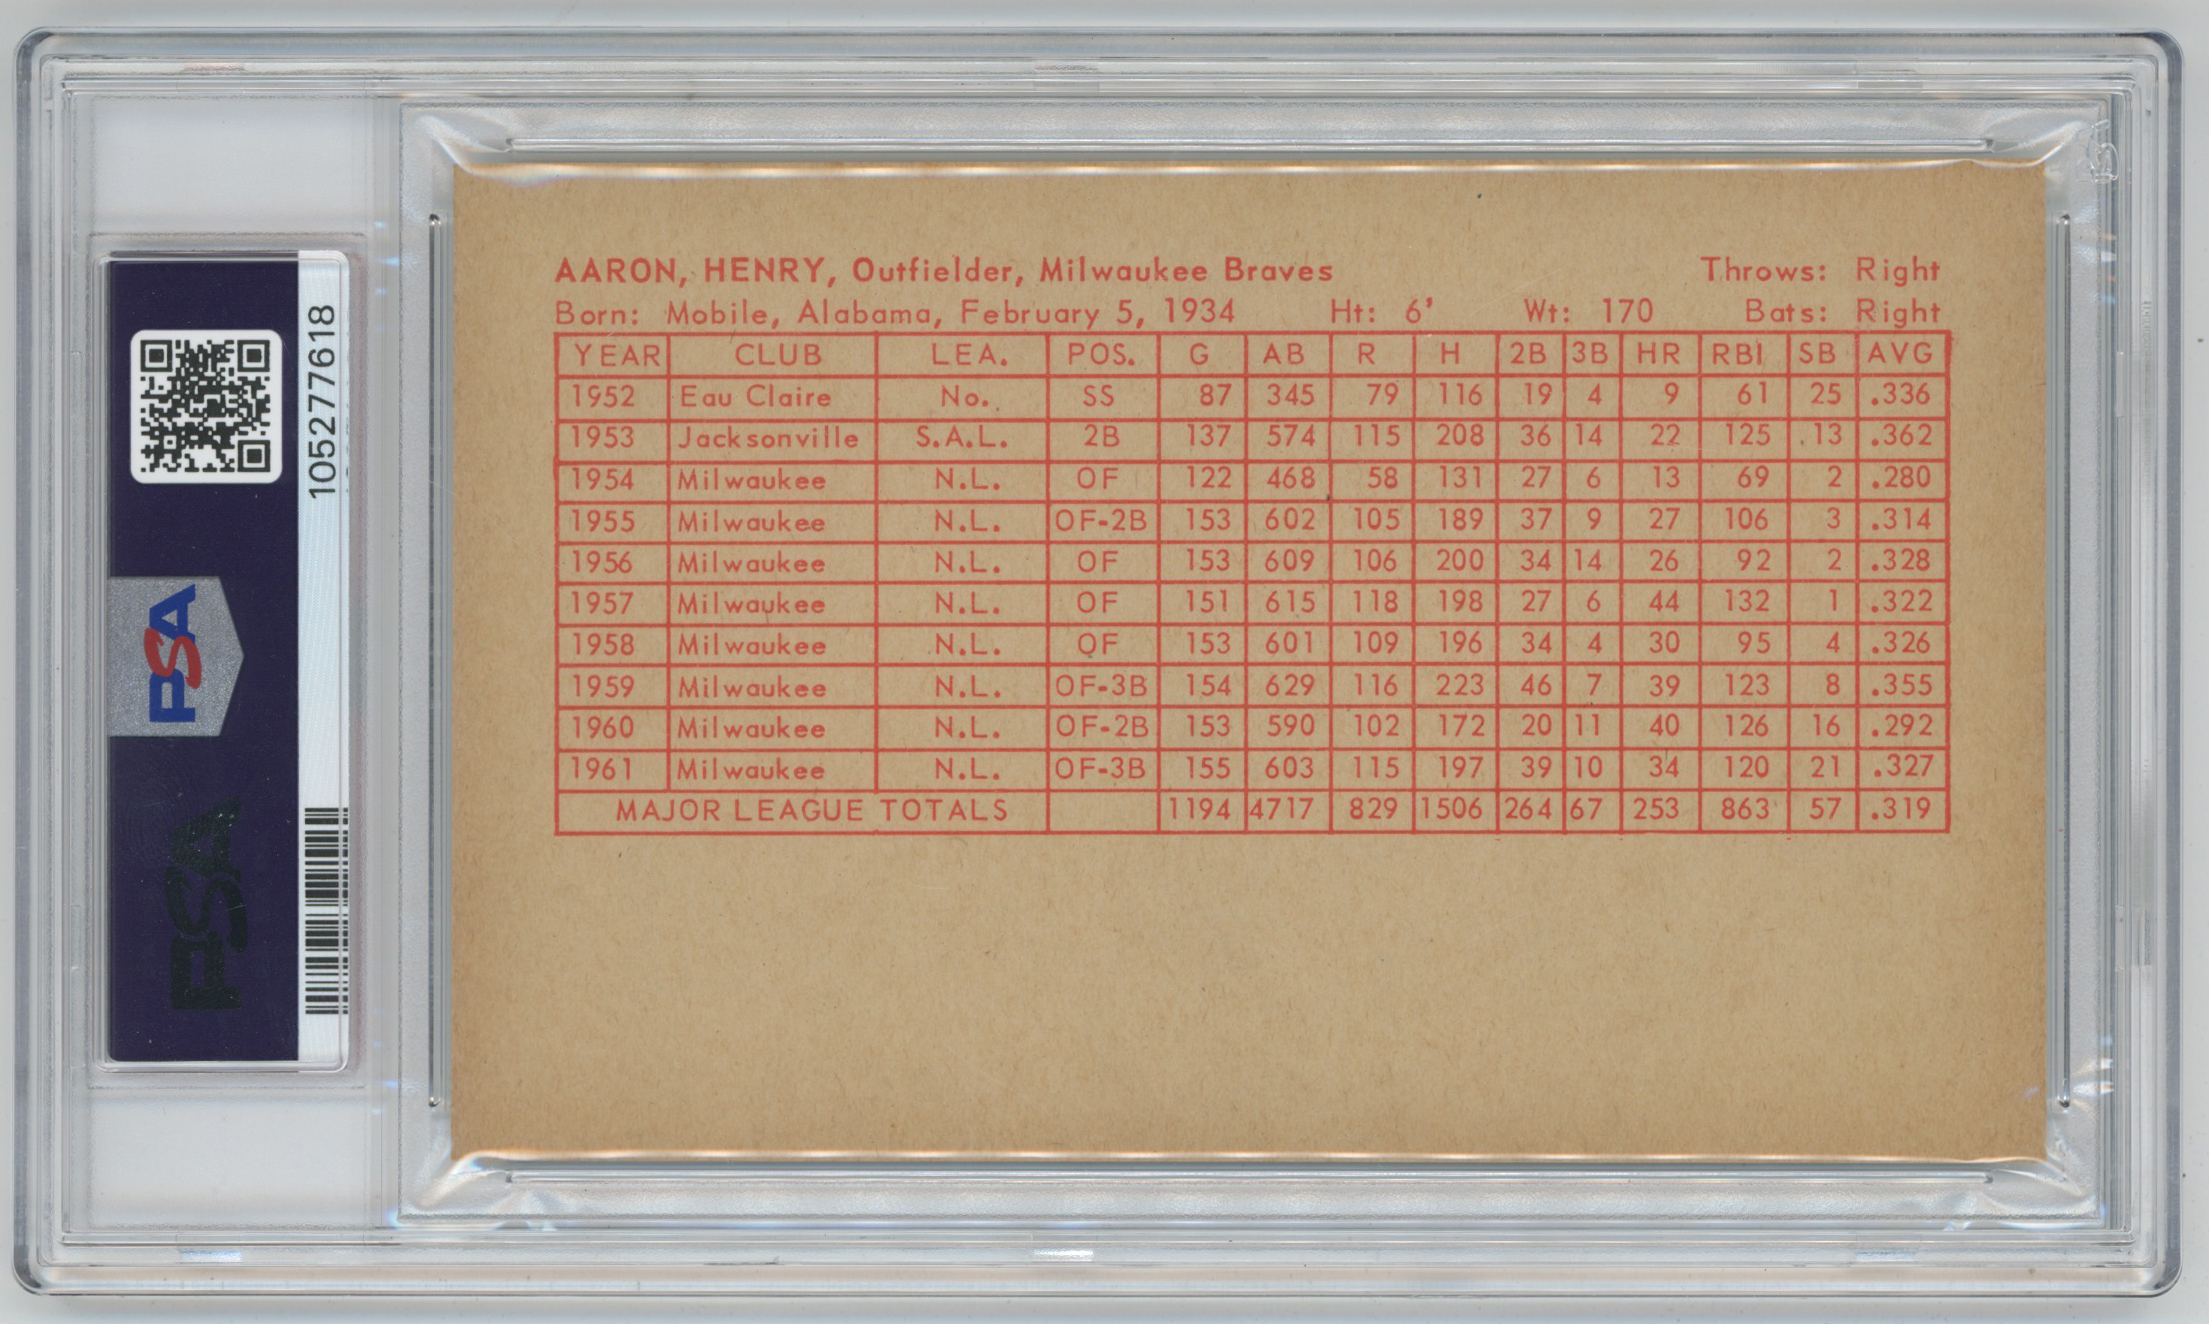 AARON, HENRY, Outfielder, Milwaukee Braves Throws: Right
Born: Mobile, Alabama, February 5, 1934 Ht: 6' Wt: 170 Bats: Right
YEAR CLUB LEA. POS. G AB R H 2B 3B HR RBI SB AVG
1952 Eau Claire No. SS 87 345 79 116 19 4 9 61 25 .336
1953 Jacksonville S.A.L. 2B 137 574 115 208 36 14 22 125 13 .362
1954 Milwaukee N.L. OF 122 468 58 131 27 6 13 69 2 .280
1955 Milwaukee N.L. OF-2B 153 602 105 189 37 9 27 106 3 .314
1956 Milwaukee N.L. OF 153 609 106 200 34 14 26 92 2 .328
1957 Milwaukee N.L. OF 151 615 118 198 27 6 44 132 1 .322
1958 Milwaukee N.L. OF 153 601 109 196 34 4 30 95 4 .326
1959 Milwaukee N.L. OF-3B 154 629 116 223 46 7 39 123 8 .355
1960 Milwaukee N.L. OF-2B 153 590 102 172 20 11 40 126 16 .292
1961 Milwaukee N.L. OF-3B 155 603 115 197 39 10 34 120 21 .327
MAJOR LEAGUE TOTALS 1194 4717 829 1506 264 67 253 863 57 .319
105277618
PSA
PSA